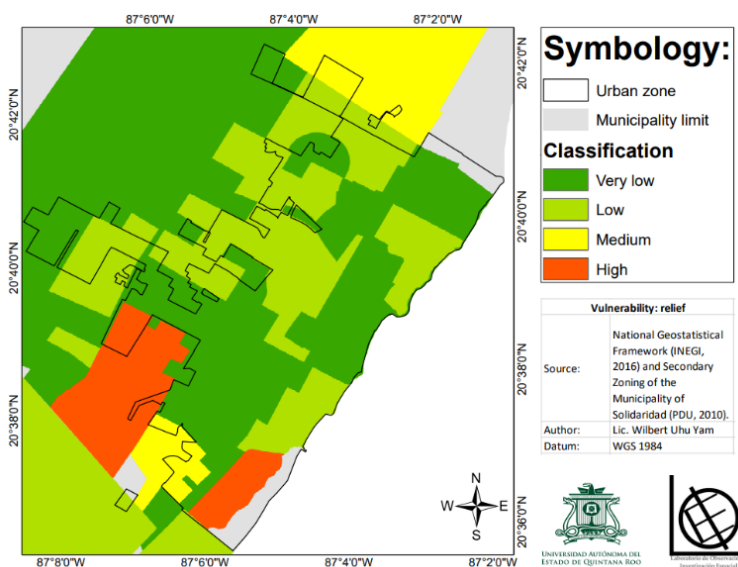 87°6'0"W 87°4'0"W 87°2'0"W
20°42'0"N
20°40'0"N
20°38'0"N
20°42'0"N
20°40'0"N
20°38'0"N
20°36'0"N
87°8'0"W 87°6'0"W 87°4'0"W 87°2'0"W
N
W E
S
Symbology:
Urban zone
Municipality limit
Classification
Very low
Low
Medium
High
Vulnerability: relief
Source:
National Geostatistical
Framework (INEGI,
2016) and Secondary
Zoning of the
Municipality of
Solidaridad (PDU, 2010).
Author: Lic. Wilbert Uhu Yam
Datum: WGS 1984
UNIVERSIDAD AUTÓNOMA DEL
ESTADO DE QUINTANA ROO